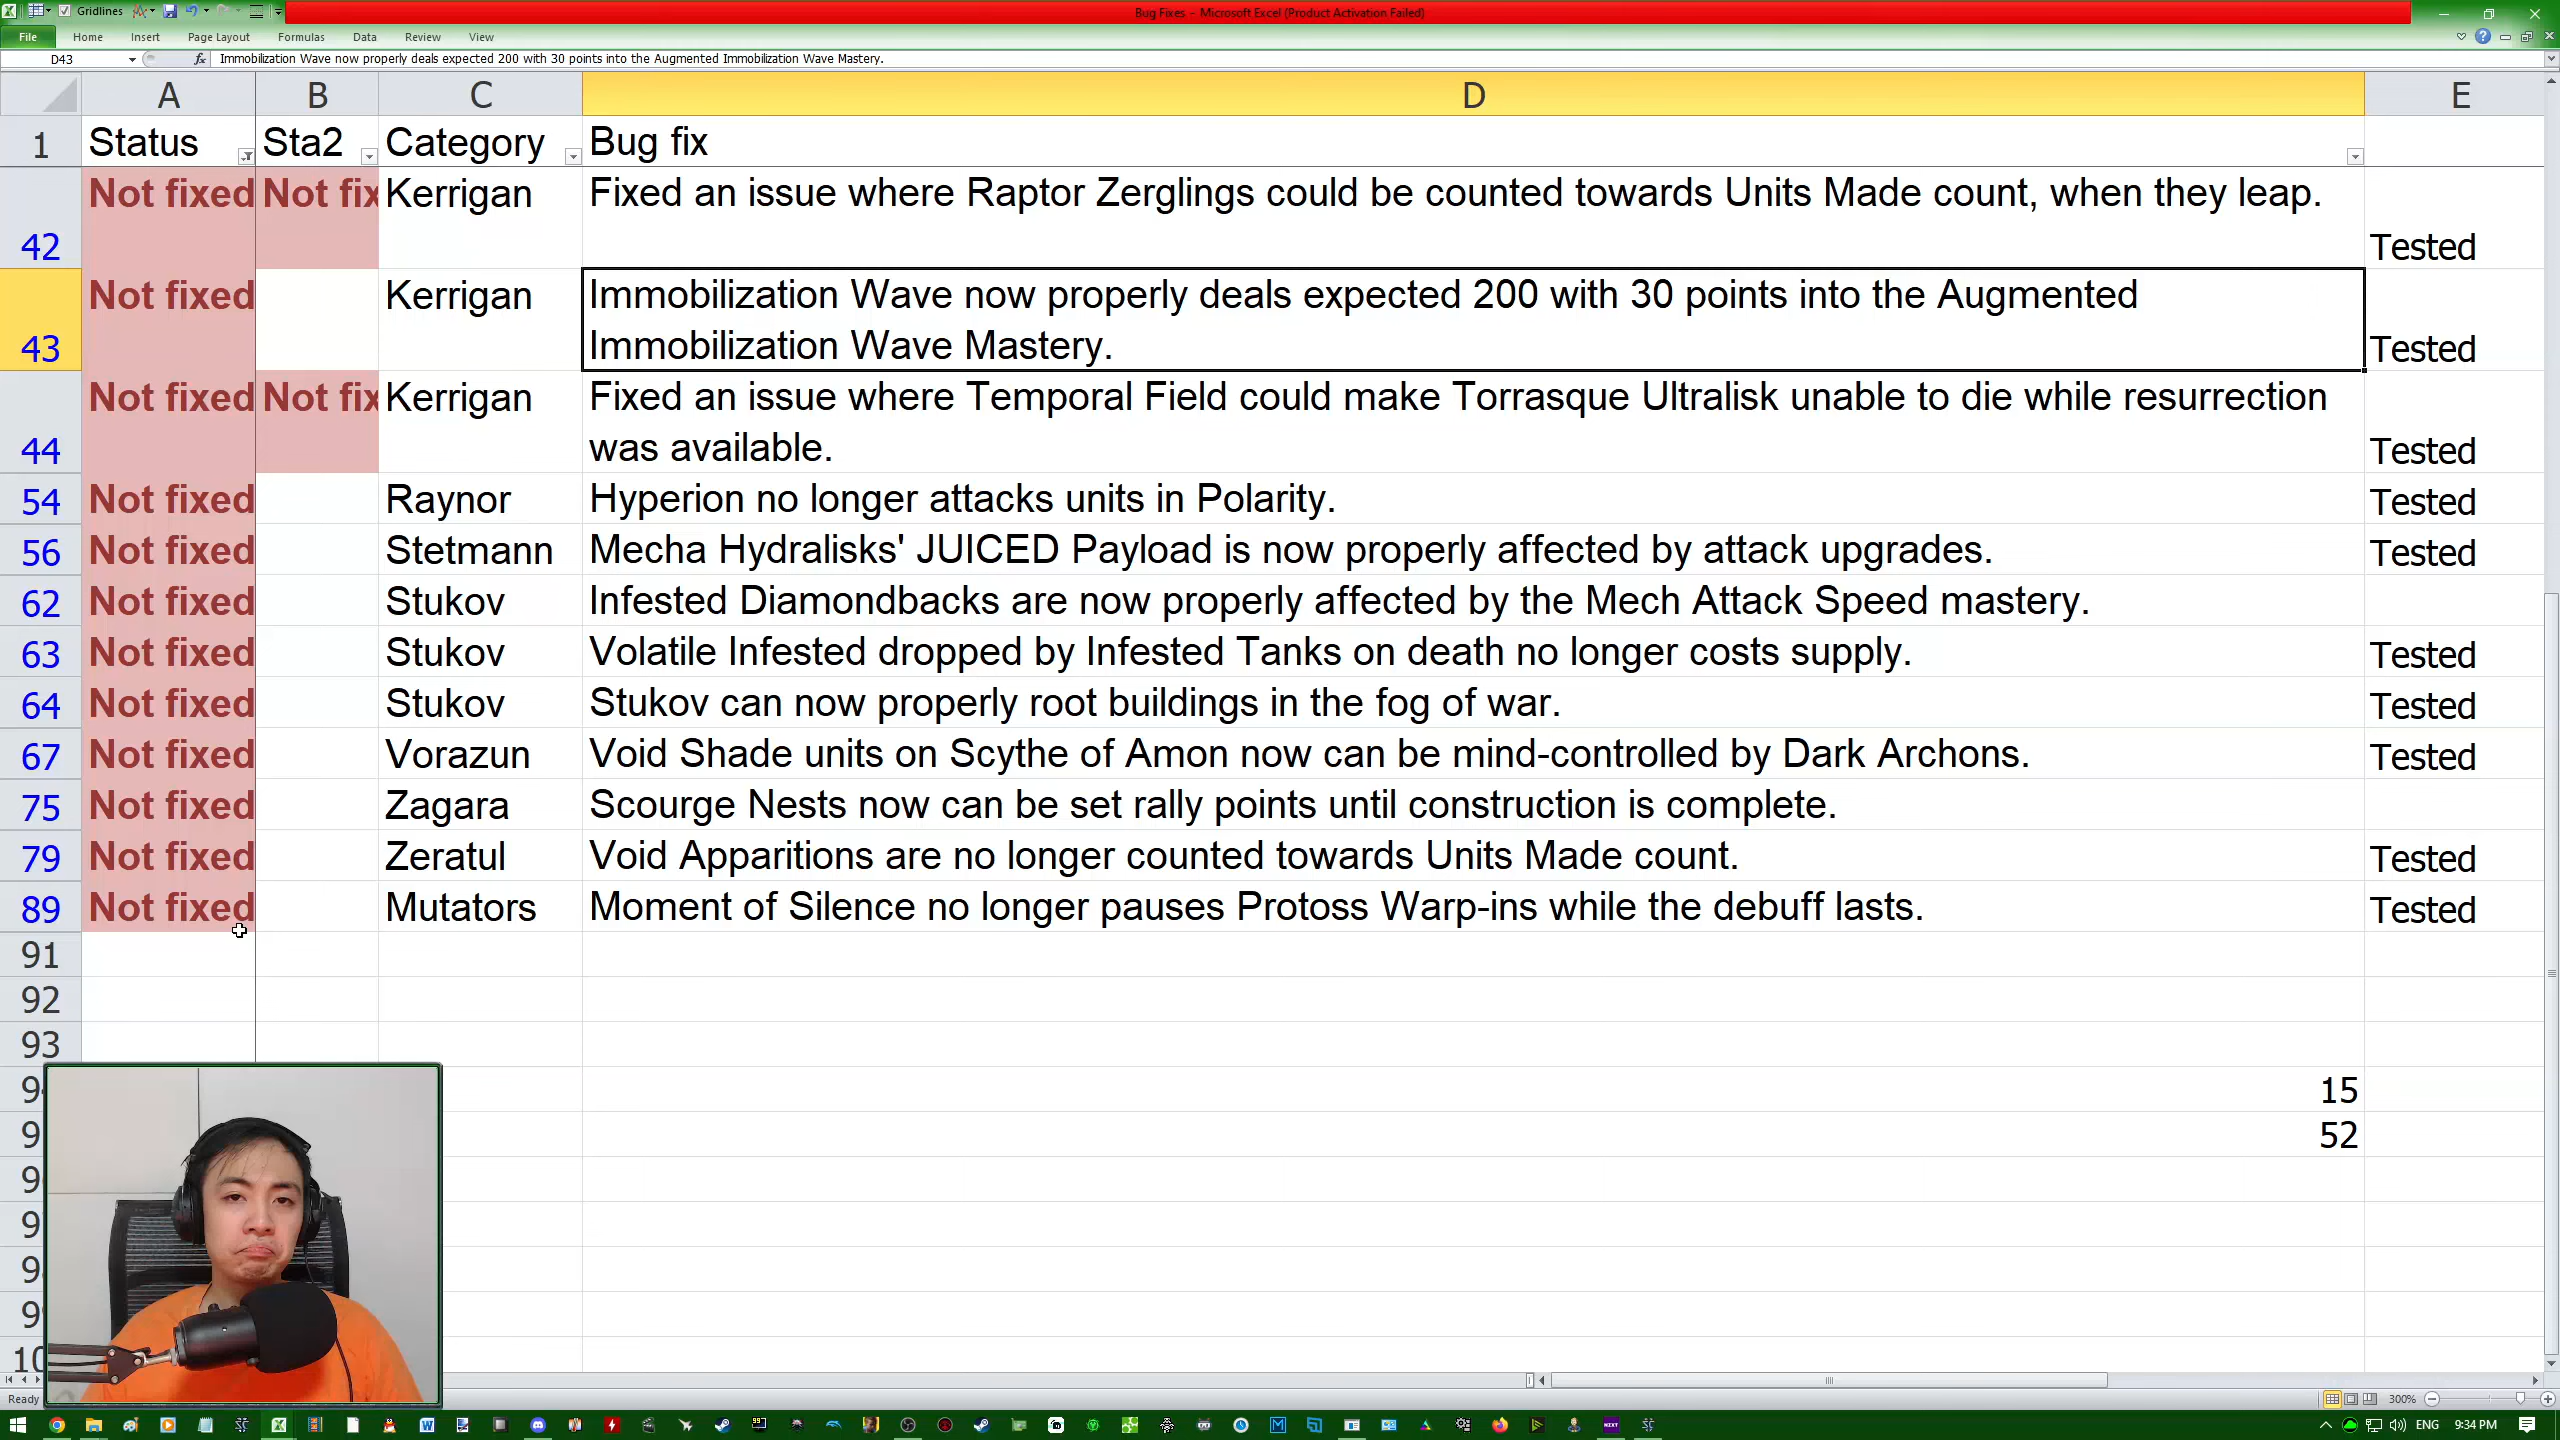 Gridlines
Bug Fixes - Microsoft Excel (Product Activation Failed)
File Home Insert Page Layout Formulas Data Review View
D43 fx Immobilization Wave now properly deals expected 200 with 30 points into the Augmented Immobilization Wave Mastery.
A B C D E
1 Status Sta2 Category Bug fix
42 Not fixed Not fix Kerrigan Fixed an issue where Raptor Zerglings could be counted towards Units Made count, when they leap. Tested
43 Not fixed Kerrigan Immobilization Wave now properly deals expected 200 with 30 points into the Augmented
Immobilization Wave Mastery. Tested
44 Not fixed Not fix Kerrigan Fixed an issue where Temporal Field could make Torrasque Ultralisk unable to die while resurrection
was available. Tested
54 Not fixed Raynor Hyperion no longer attacks units in Polarity. Tested
56 Not fixed Stetmann Mecha Hydralisks' JUICED Payload is now properly affected by attack upgrades. Tested
62 Not fixed Stukov Infested Diamondbacks are now properly affected by the Mech Attack Speed mastery.
63 Not fixed Stukov Volatile Infested dropped by Infested Tanks on death no longer costs supply. Tested
64 Not fixed Stukov Stukov can now properly root buildings in the fog of war. Tested
67 Not fixed Vorazun Void Shade units on Scythe of Amon now can be mind-controlled by Dark Archons. Tested
75 Not fixed Zagara Scourge Nests now can be set rally points until construction is complete.
79 Not fixed Zeratul Void Apparitions are no longer counted towards Units Made count. Tested
89 Not fixed Mutators Moment of Silence no longer pauses Protoss Warp-ins while the debuff lasts. Tested
91
92
93
15
52
Ready 300%
ENG 9:34 PM